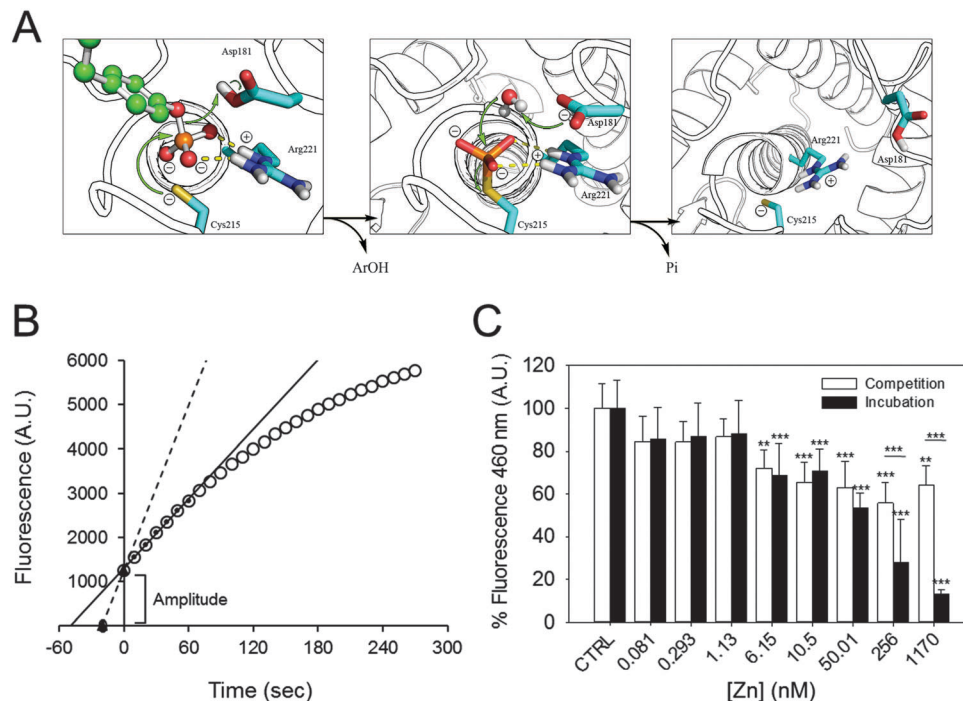 A
Asp181
Arg221
Cys215
Asp181
Arg221
Cys215
Arg221
Asp181
Cys215
ArOH
Pi
B
Fluorescence (A.U.)
6000
5000
4000
3000
2000
1000
0
Amplitude
-60 0 60 120 180 240 300
Time (sec)
C
% Fluorescence 460 nm (A.U.)
120
100
80
60
40
20
0
Competition
Incubation
** *** *** *** *** *** *** *** *** ** *** ***
CTRL 0.081 0.293 1.13 6.15 10.5 50.01 256 1170
[Zn] (nM)